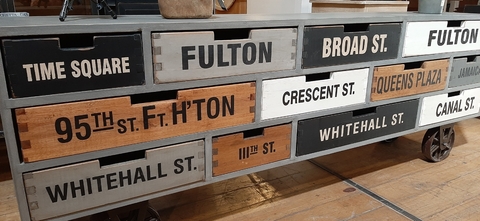 TIME SQUARE
FULTON
BROAD ST.
FULTON
95TH ST. FT. H'TON
CRESCENT ST.
QUEENS PLAZA
JAMAICA
WHITEHALL ST.
111TH ST.
WHITEHALL ST.
CANAL ST.